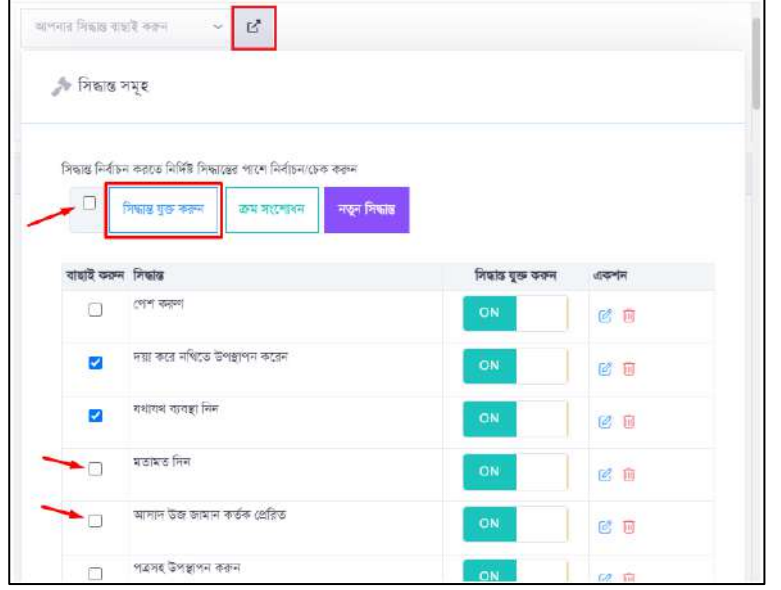 আপনার সিদ্ধান্ত বাছাই করুন
সিদ্ধান্ত সমূহ
সিদ্ধান্ত নির্বাচন করতে নির্দিষ্ট সিদ্ধান্তের পাশে নির্বাচন/চেক করুন
সিদ্ধান্ত যুক্ত করুন ক্রম সংশোধন নতুন সিদ্ধান্ত
বাছাই করুন সিদ্ধান্ত সিদ্ধান্ত যুক্ত করুন একশন
পেশ করুণ ON
দয়া করে নথিতে উপস্থাপন করেন ON
যথাযথ ব্যবস্থা নিন ON
মতামত দিন ON
আসাদ উজ জামান কর্তক প্রেরিত ON
পত্রসহ উপস্থাপন করুন ON